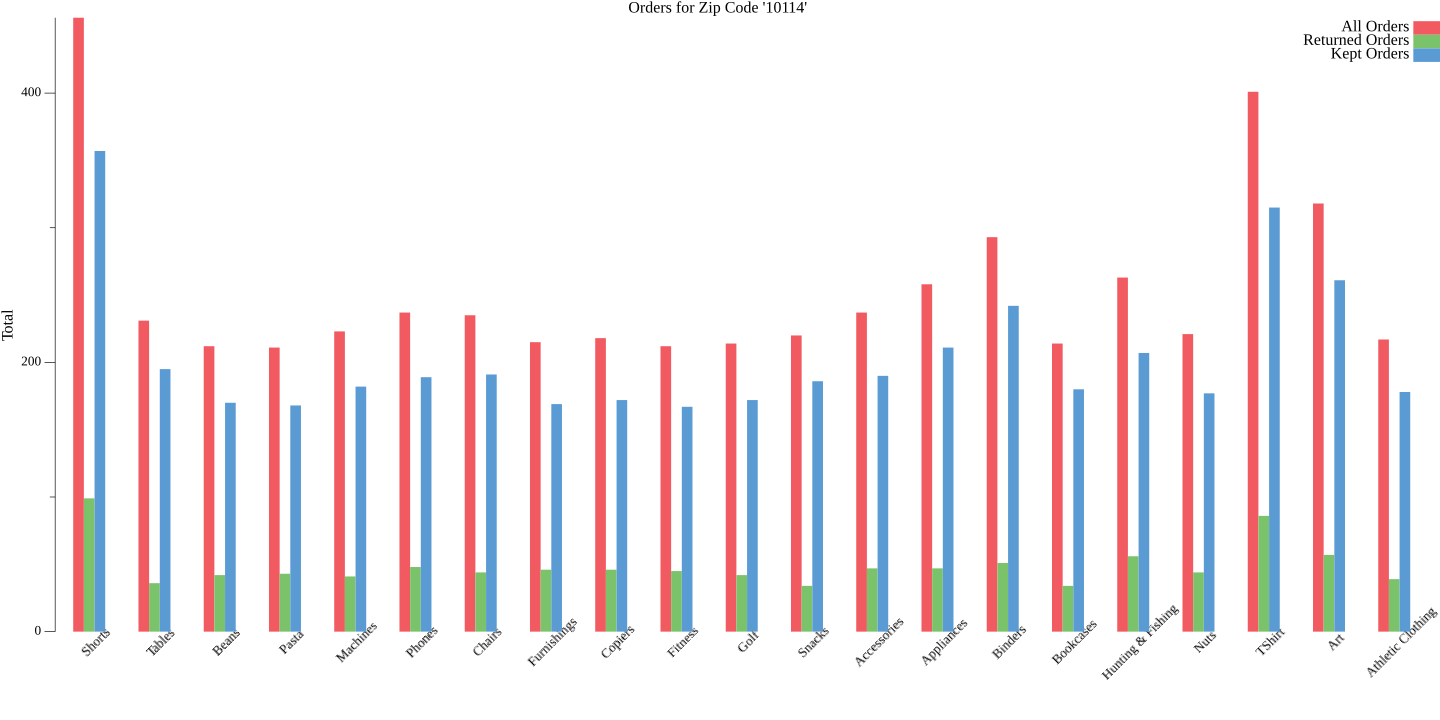 Orders for Zip Code '10114'
All Orders
Returned Orders
Kept Orders
Total
400
200
0
Shorts
Tables
Beans
Pasta
Machines
Phones
Chairs
Furnishings
Copiers
Fitness
Golf
Snacks
Accessories
Appliances
Binders
Bookcases
Hunting & Fishing
Nuts
TShirt
Art
Athletic Clothing